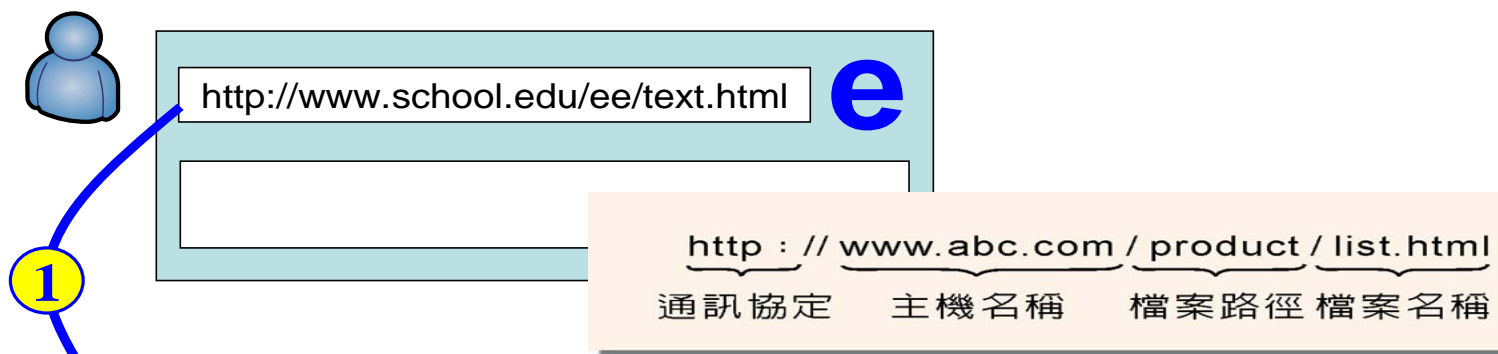 http://www.school.edu/ee/text.html
e
http : // www.abc.com / product / list.html
通訊協定 主機名稱 檔案路徑 檔案名稱
1